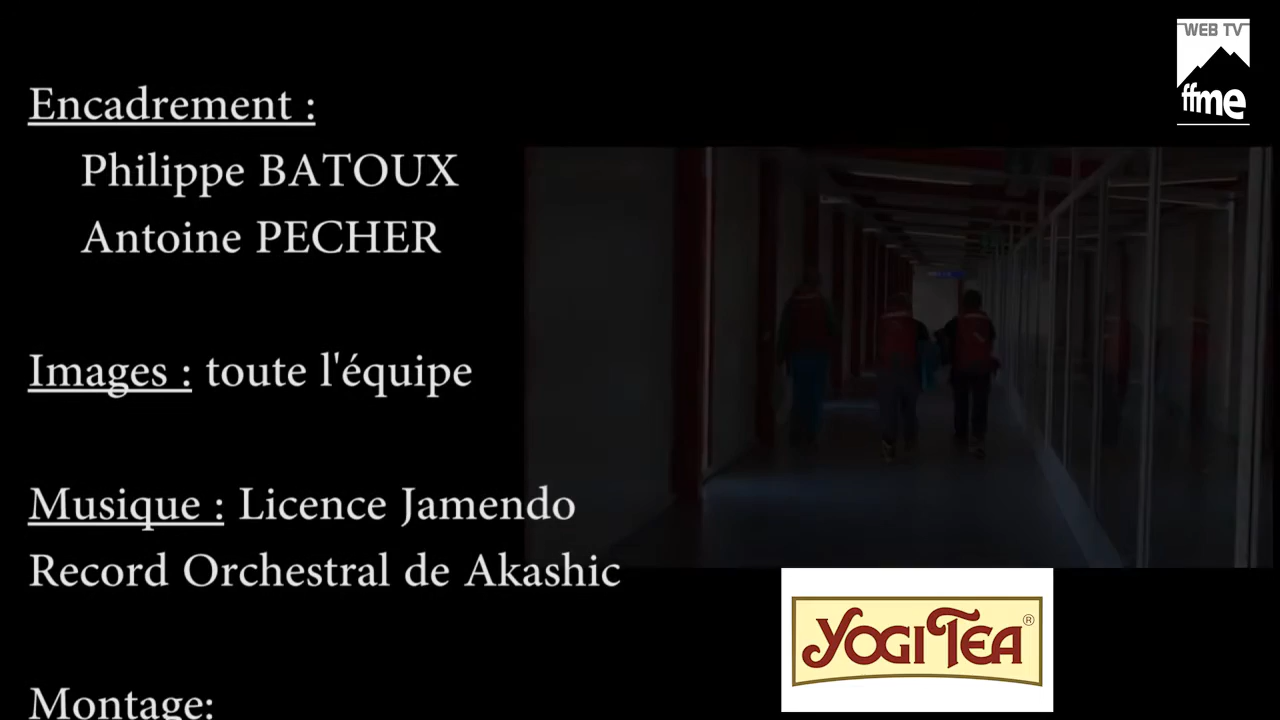 WEB TV
ffme
Encadrement :
Philippe BATOUX
Antoine PECHER
Images : toute l'équipe
Musique : Licence Jamendo
Record Orchestral de Akashic
YOGI TEA®
Montage: